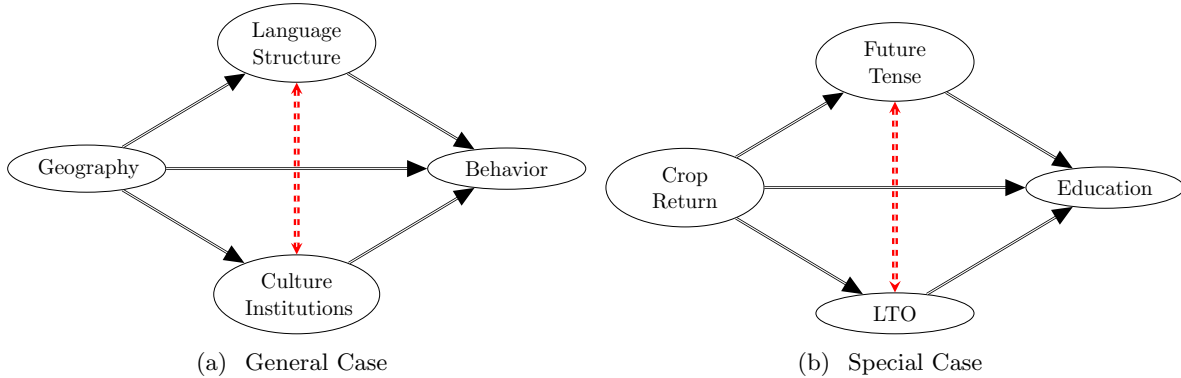 Language
Structure
Geography
Behavior
Culture
Institutions
(a) General Case
Future
Tense
Crop
Return
Education
LTO
(b) Special Case